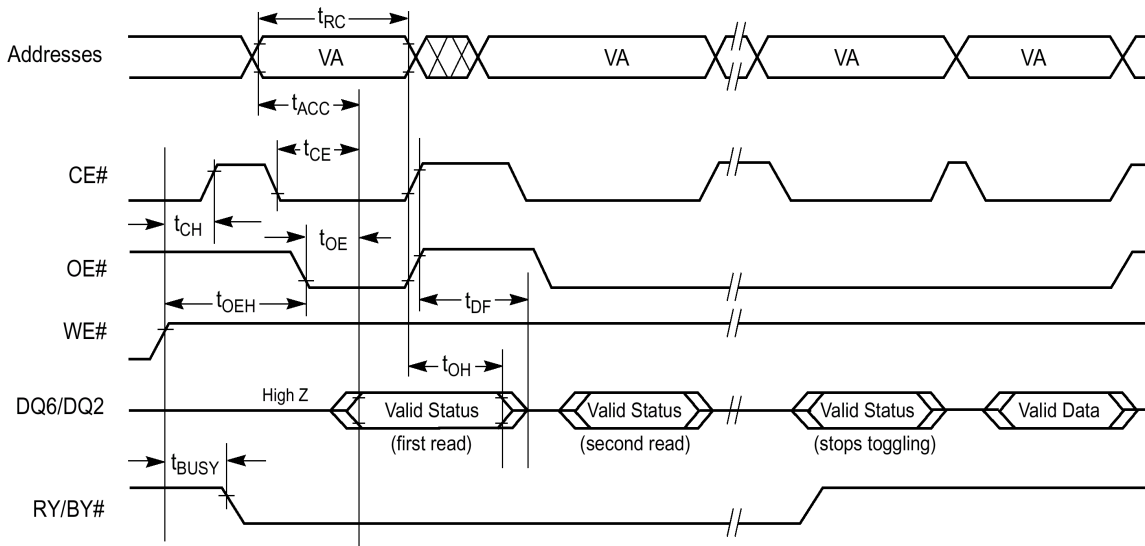 tRC
Addresses VA VA VA VA
tACC
tCE
CE#
tCH
tOE
OE#
tOEH
tDF
WE#
tOH
High Z
DQ6/DQ2 Valid Status Valid Status Valid Status Valid Data
(first read) (second read) (stops toggling)
tBUSY
RY/BY#